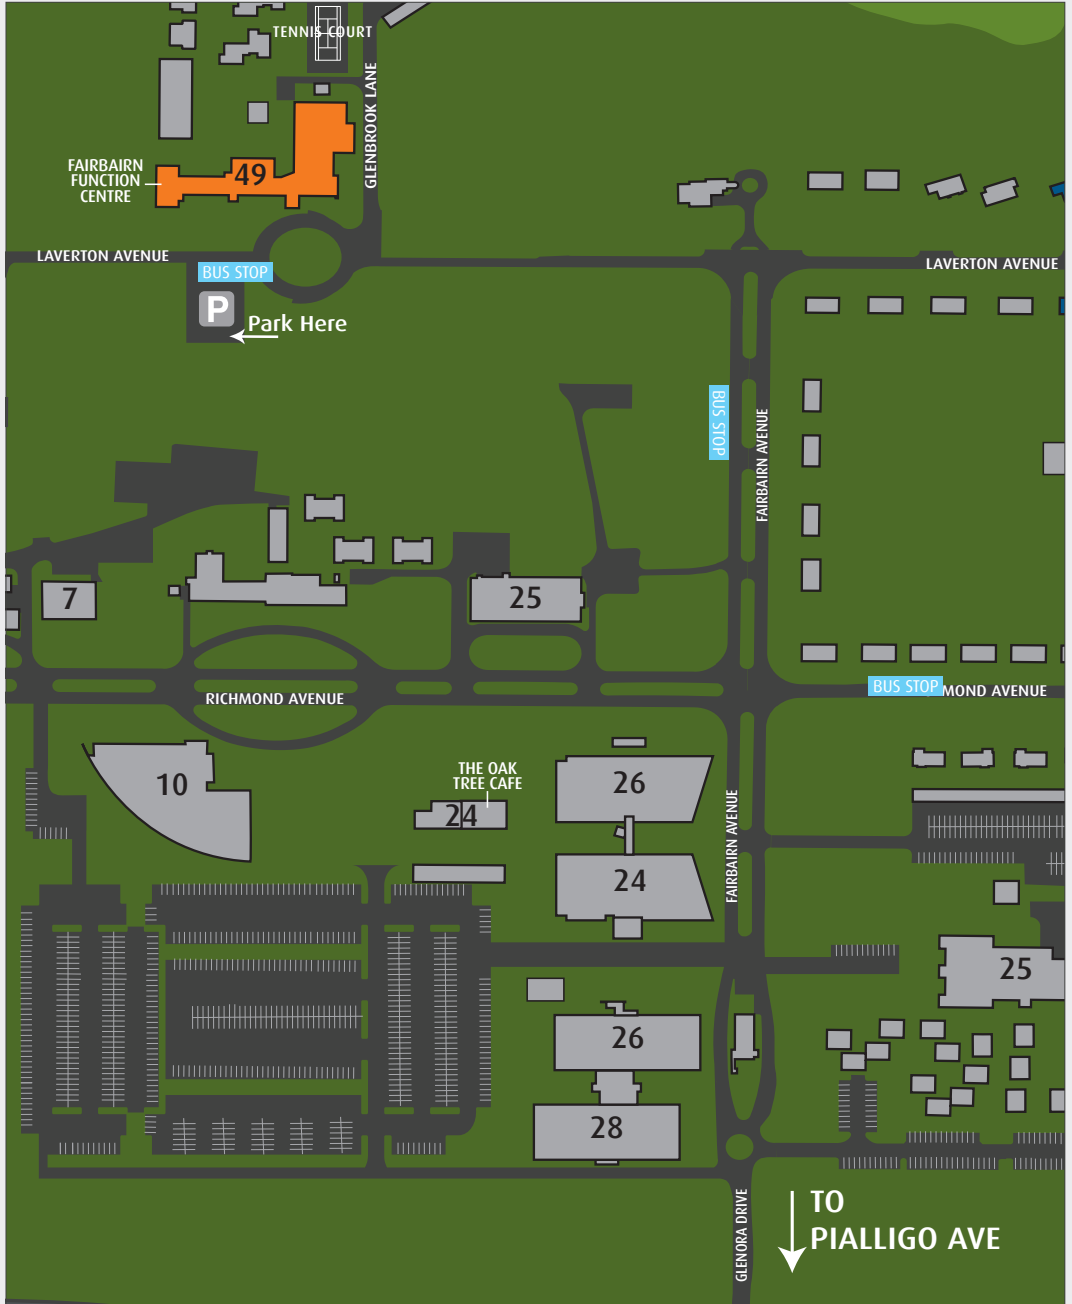 TENNIS COURT
GLENBROOK LANE
FAIRBAIRN
FUNCTION
CENTRE
49
LAVERTON AVENUE
BUS STOP
LAVERTON AVENUE
P
Park Here
BUS STOP
FAIRBAIRN AVENUE
7
25
RICHMOND AVENUE
BUS STOP
MOND AVENUE
10
THE OAK
TREE CAFE
24
26
FAIRBAIRN AVENUE
24
25
26
28
GLENORA DRIVE
TO
PIALLIGO AVE